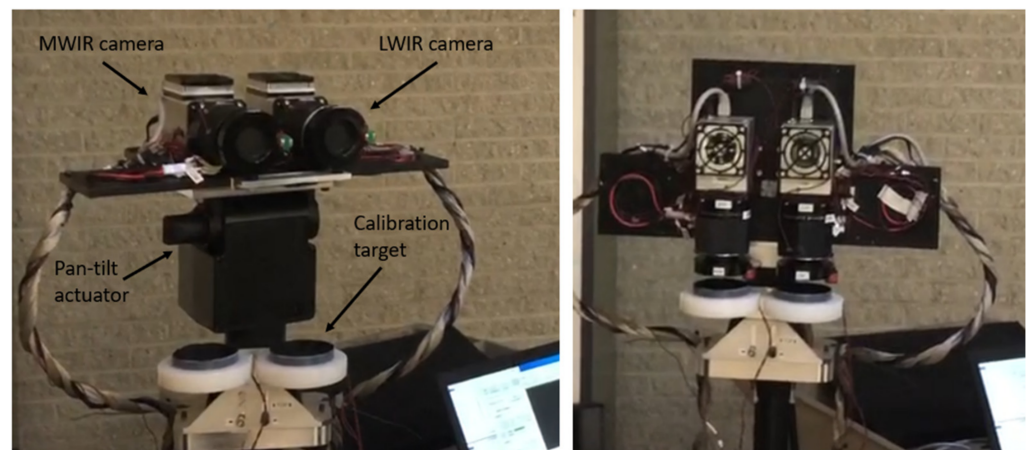 MWIR camera
LWIR camera
Calibration
target
Pan-tilt
actuator